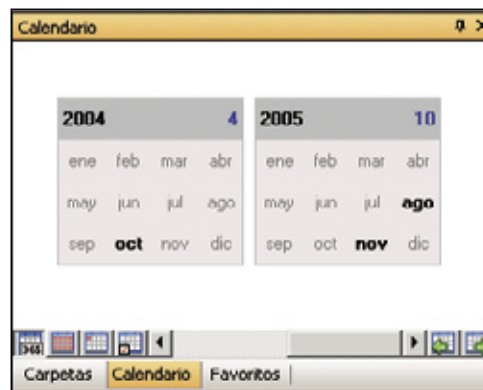 Calendario
2004 4
ene feb mar abr
may jun jul ago
sep oct nov dic
2005 10
ene feb mar abr
may jun jul ago
sep oct nov dic
365
Carpetas Calendario Favoritos